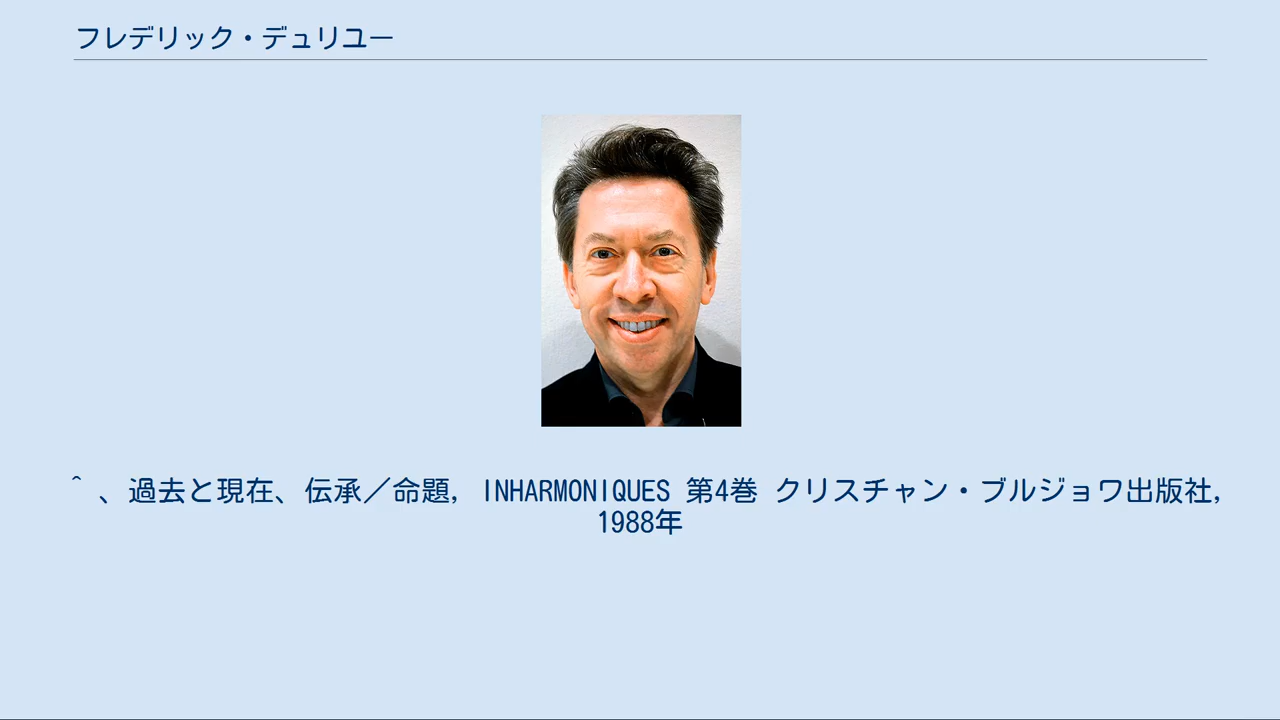 フレデリック・デュリユー
^ 、過去と現在、伝承／命題, INHARMONIQUES 第4巻 クリスチャン・ブルジョワ出版社,
1988年